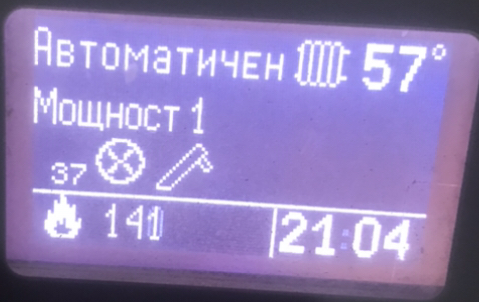 Автоматичен 57°
Мощност 1
37
141 21:04